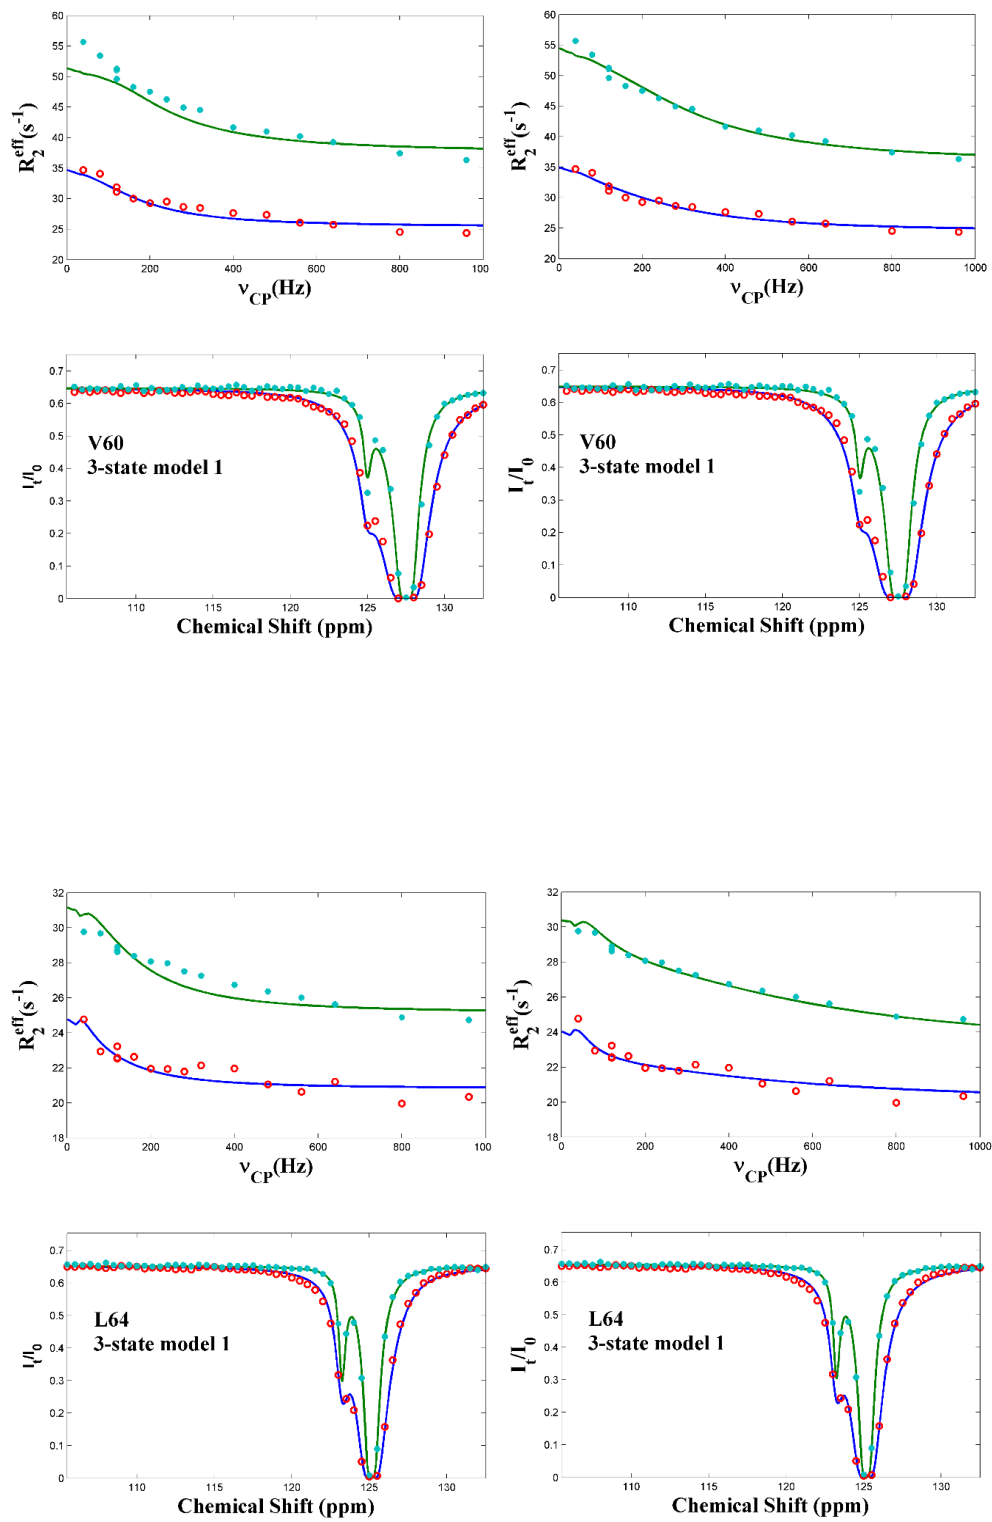 60
55
50
45
40
35
30
25
20
0 200 400 600 800 100
R2eff(s-1)
νCP(Hz)
60
55
50
45
40
35
30
25
20
0 200 400 600 800 1000
R2eff(s-1)
νCP(Hz)
0.7
0.6
0.5
0.4
0.3
0.2
0.1
0
110 115 120 125 130
It/I0
V60
3-state model 1
Chemical Shift (ppm)
0.7
0.6
0.5
0.4
0.3
0.2
0.1
0
110 115 120 125 130
It/I0
V60
3-state model 1
Chemical Shift (ppm)
32
30
28
26
24
22
20
18
0 200 400 600 800 100
R2eff(s-1)
νCP(Hz)
32
30
28
26
24
22
20
18
0 200 400 600 800 1000
R2eff(s-1)
νCP(Hz)
0.7
0.6
0.5
0.4
0.3
0.2
0.1
0
110 115 120 125 130
It/I0
L64
3-state model 1
Chemical Shift (ppm)
0.7
0.6
0.5
0.4
0.3
0.2
0.1
0
110 115 120 125 130
It/I0
L64
3-state model 1
Chemical Shift (ppm)